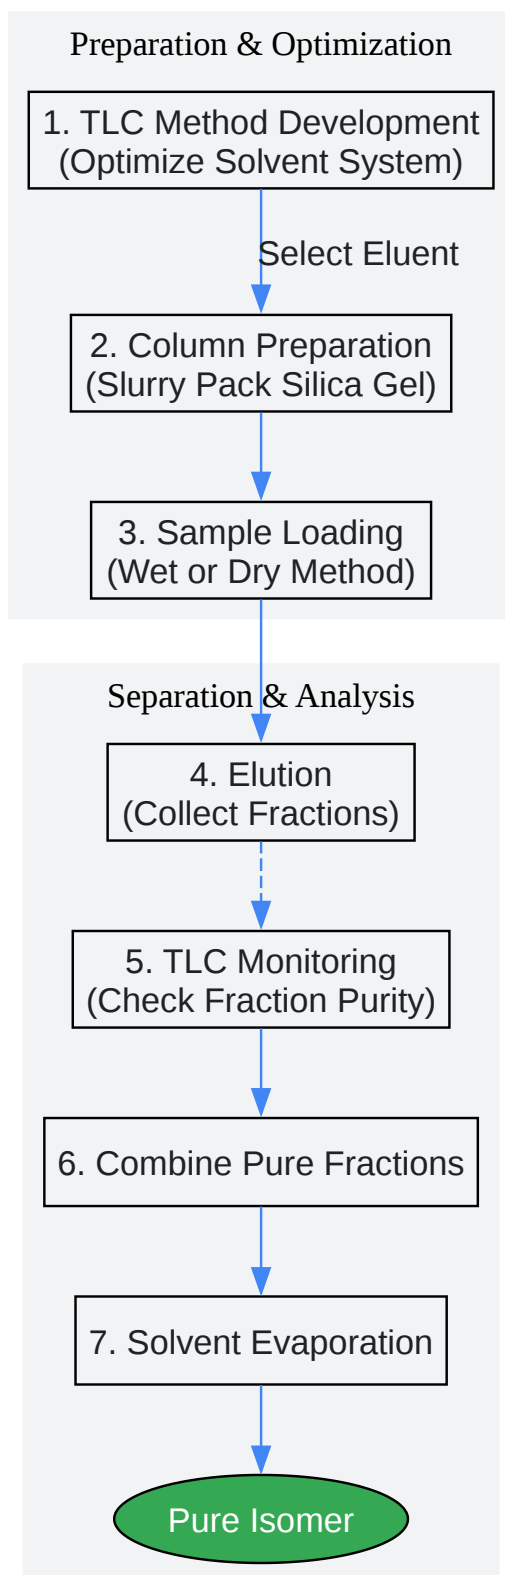 Preparation & Optimization
1. TLC Method Development
(Optimize Solvent System)
Select Eluent
2. Column Preparation
(Slurry Pack Silica Gel)
3. Sample Loading
(Wet or Dry Method)
Separation & Analysis
4. Elution
(Collect Fractions)
5. TLC Monitoring
(Check Fraction Purity)
6. Combine Pure Fractions
7. Solvent Evaporation
Pure Isomer